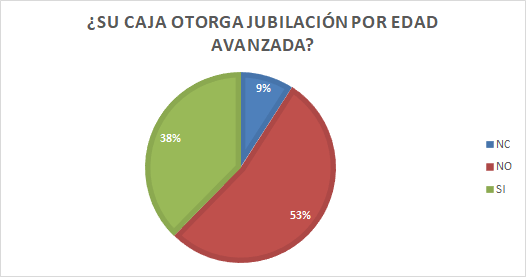 ¿SU CAJA OTORGA JUBILACIÓN POR EDAD
AVANZADA?
9%
38%
53%
NC
NO
SI